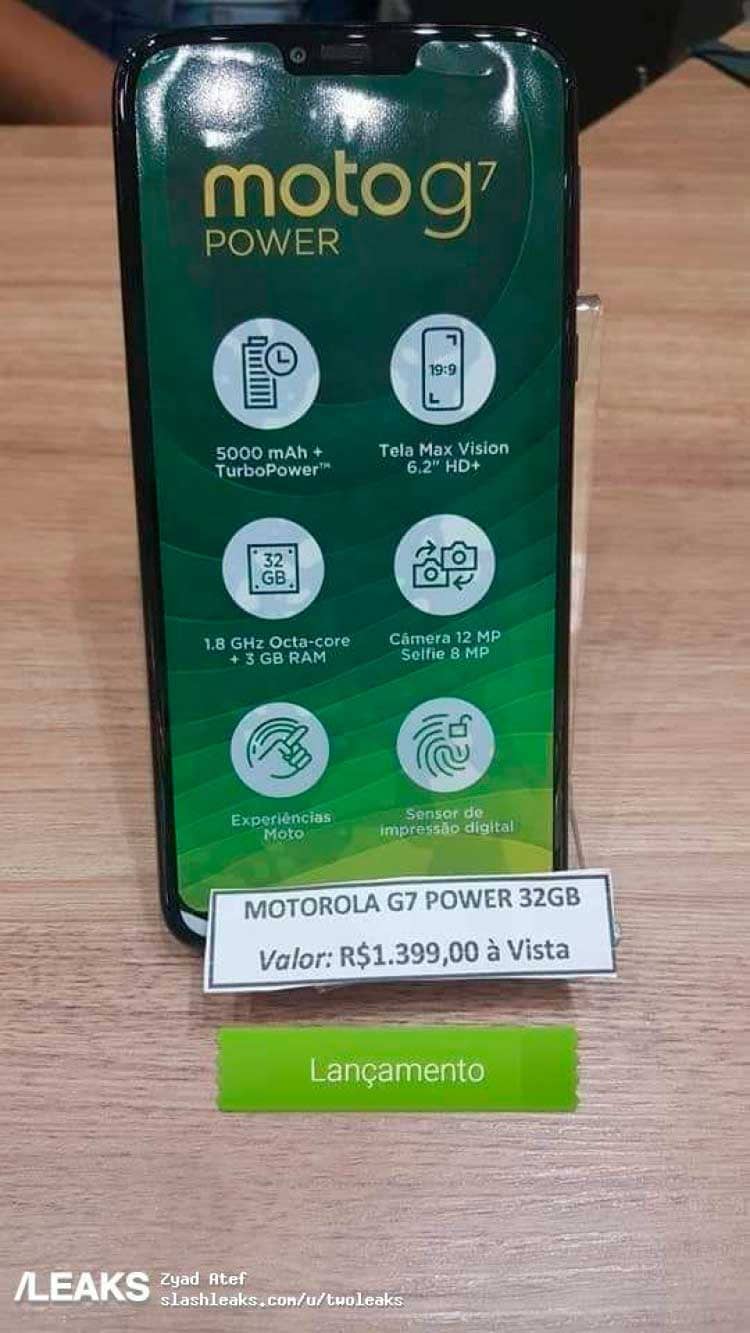 moto g7
POWER
19:9
5000 mAh +
TurboPower™
Tela Max Vision
6.2" HD+
32
GB
1.8 GHz Octa-core
+ 3 GB RAM
Câmera 12 MP
Selfie 8 MP
Experiências
Moto
Sensor de
impressão digital
MOTOROLA G7 POWER 32GB
Valor: R$1.399,00 à Vista
Lançamento
/LEAKS
Zyad Atef
slashleaks.com/u/twoleaks